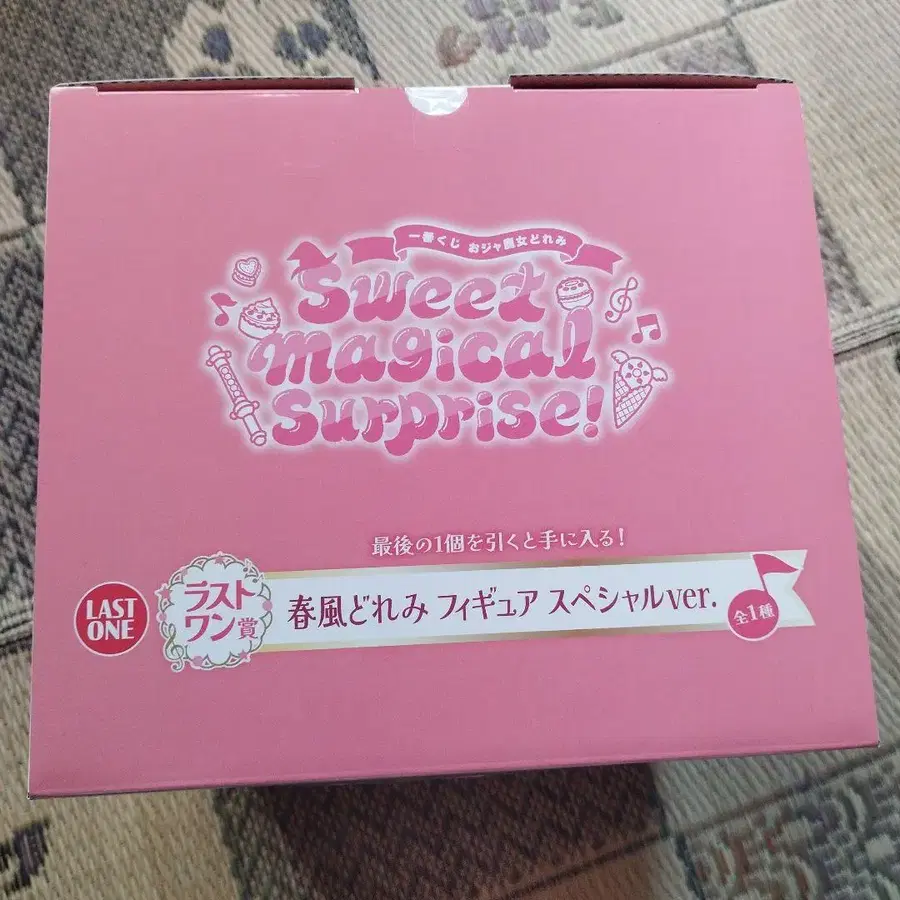 一番くじ おジャ魔女どれみ
Sweet
magical
surprise!
最後の1個を引くと手に入る!
LAST
ONE
ラスト
ワン賞
春風どれみ フィギュア スペシャルver.
全1種